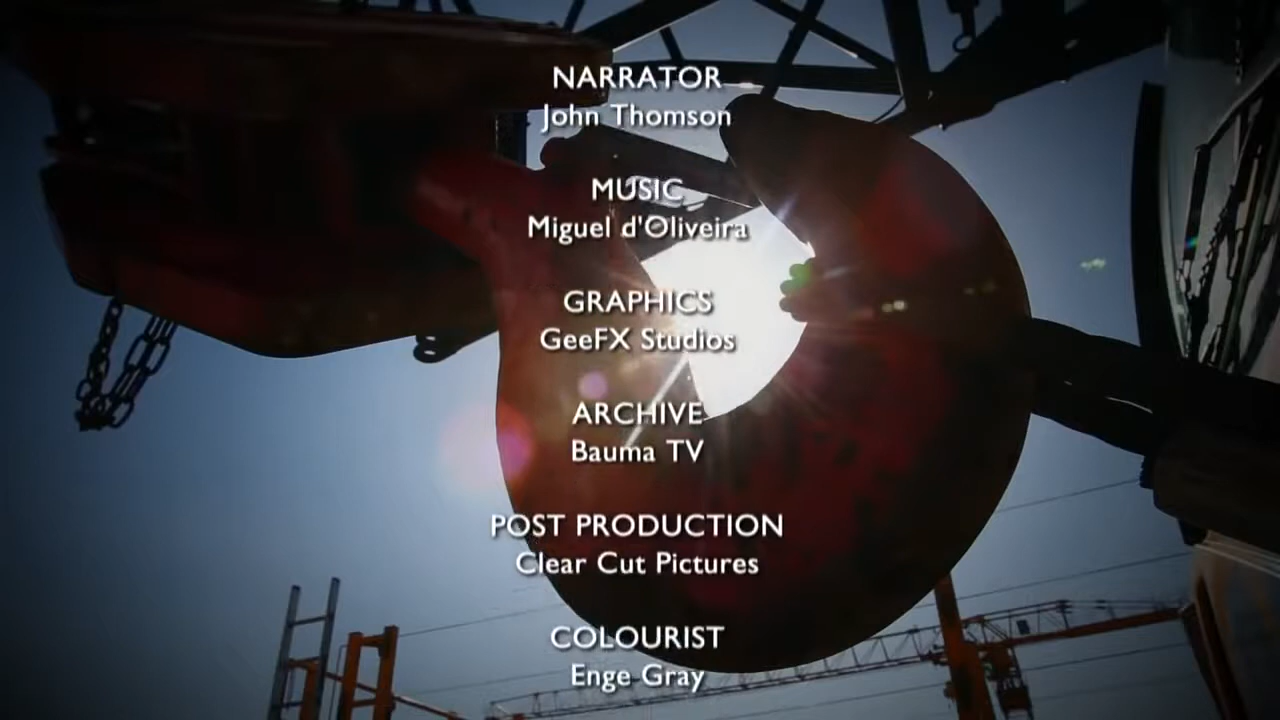 NARRATOR
John Thomson
MUSIC
Miguel d'Oliveira
GRAPHICS
GeeFX Studios
ARCHIVE
Bauma TV
POST PRODUCTION
Clear Cut Pictures
COLOURIST
Enge Gray